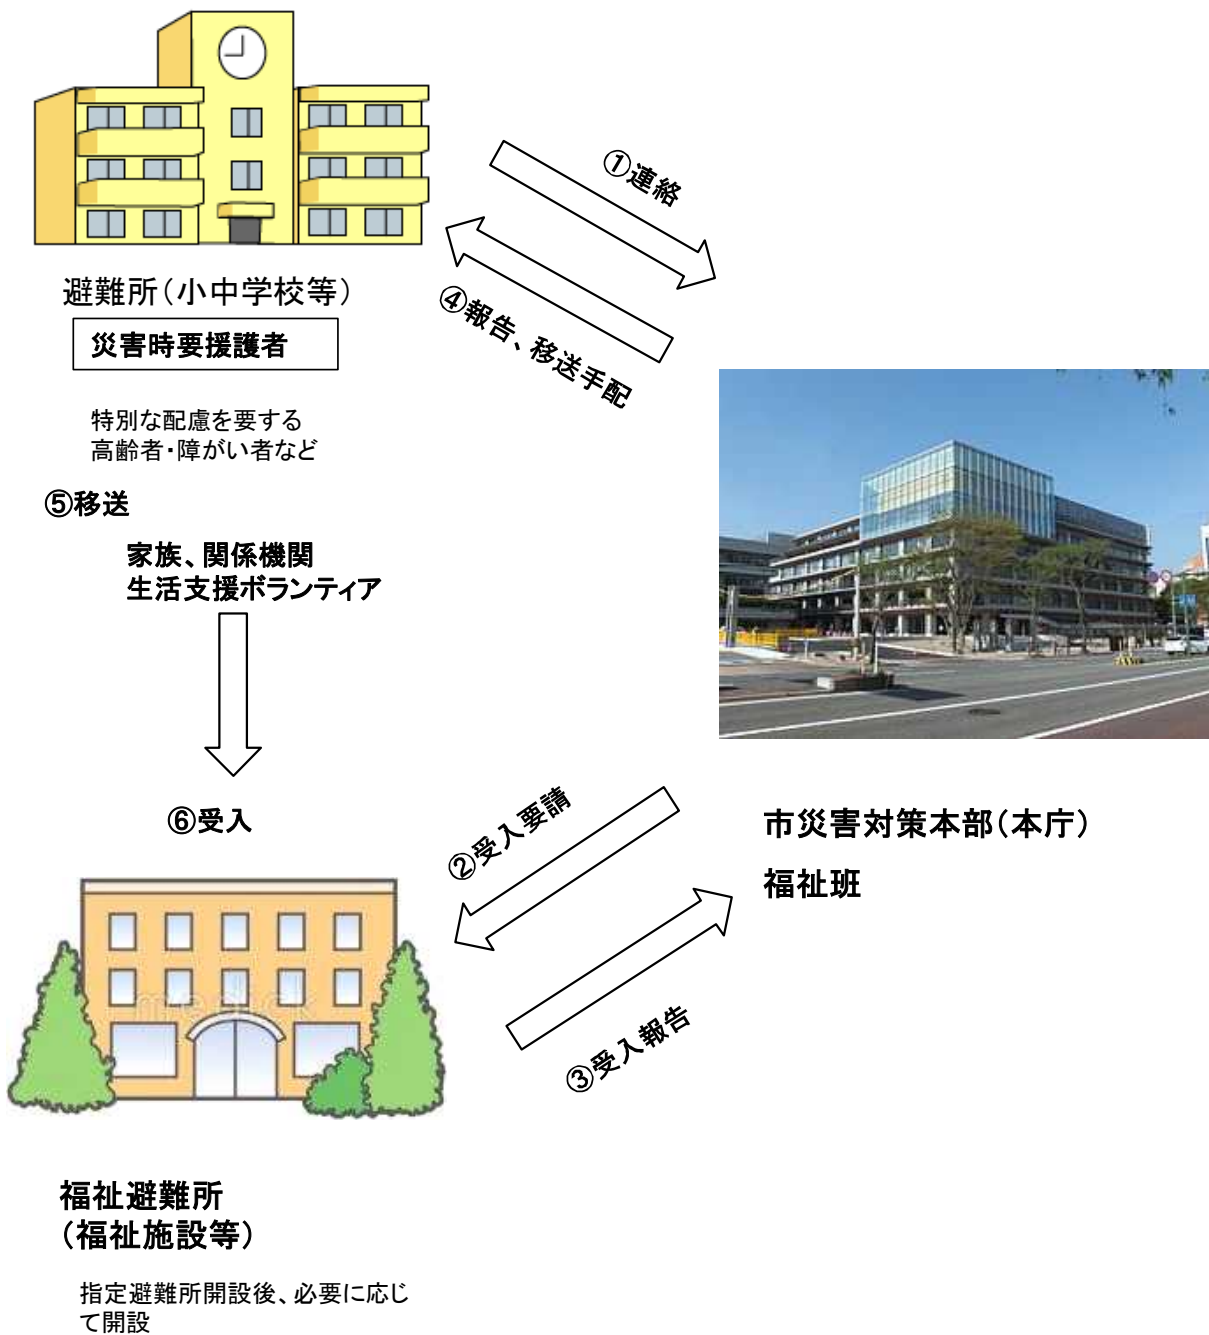 ①連絡
④報告、移送手配
避難所（小中学校等）
災害時要援護者
特別な配慮を要する
高齢者・障がい者など
⑤移送
家族、関係機関
生活支援ボランティア
⑥受入
②受入要請
③受入報告
市災害対策本部（本庁）
福祉班
福祉避難所
（福祉施設等）
指定避難所開設後、必要に応じ
て開設